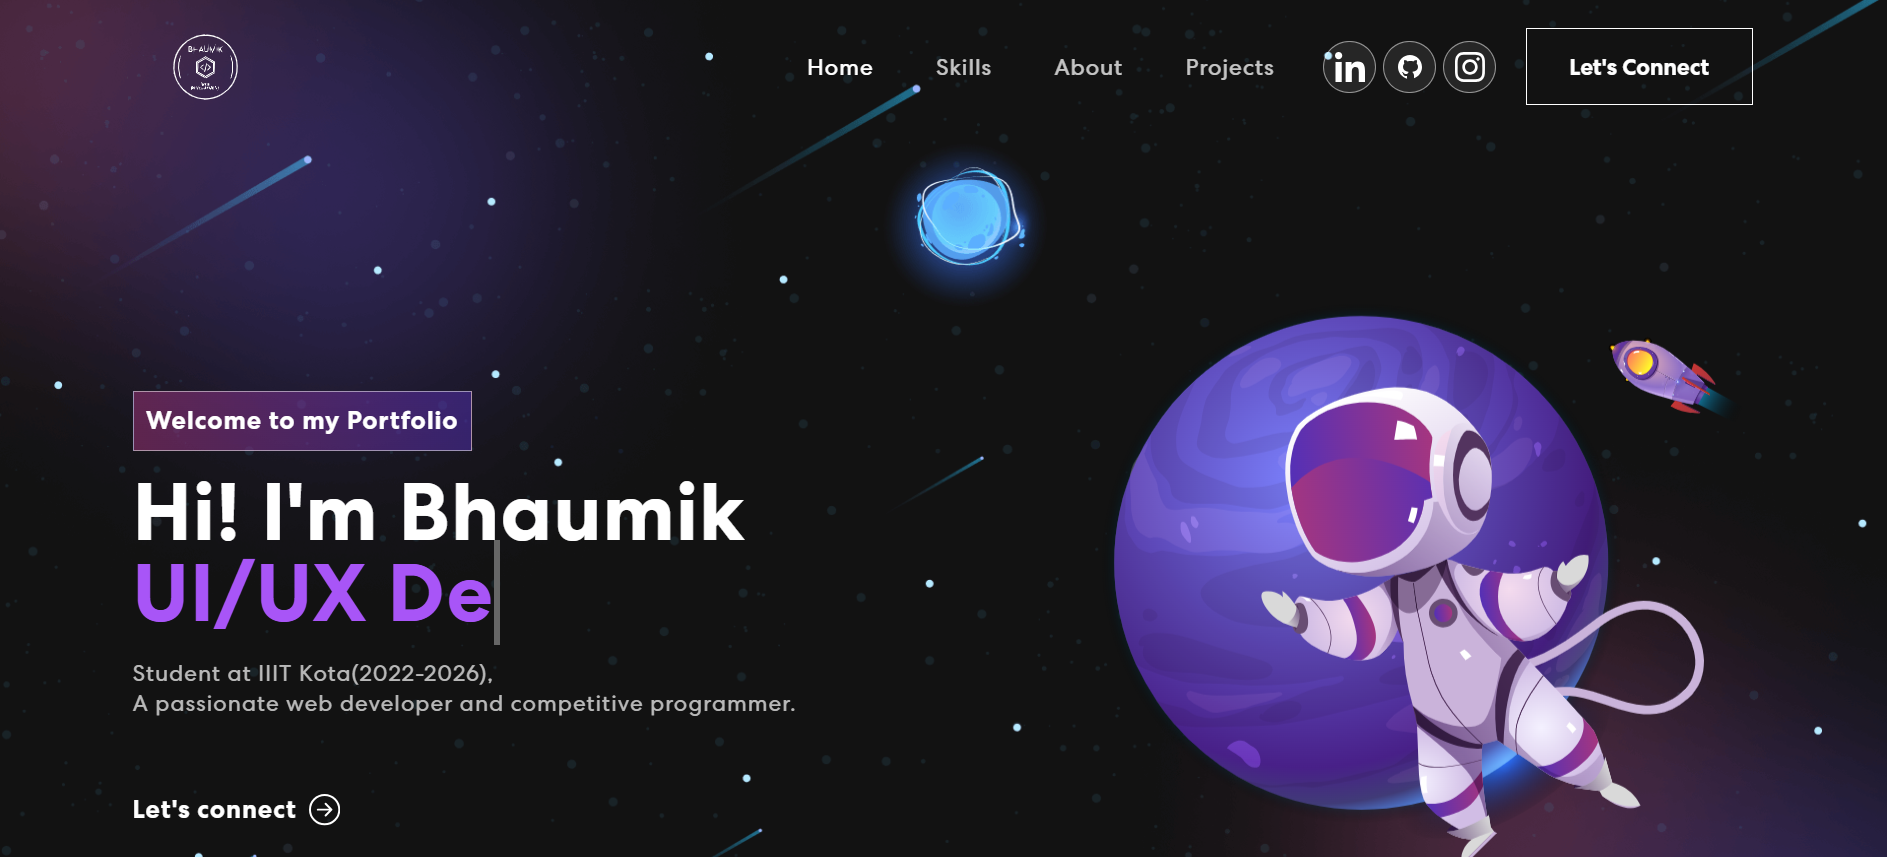 BHAUMIK
Home
Skills
About
Projects
in
Let's Connect
Welcome to my Portfolio
Hi! I'm Bhaumik
UI/UX De
Student at IIIT Kota(2022-2026),
A passionate web developer and competitive programmer.
Let's connect